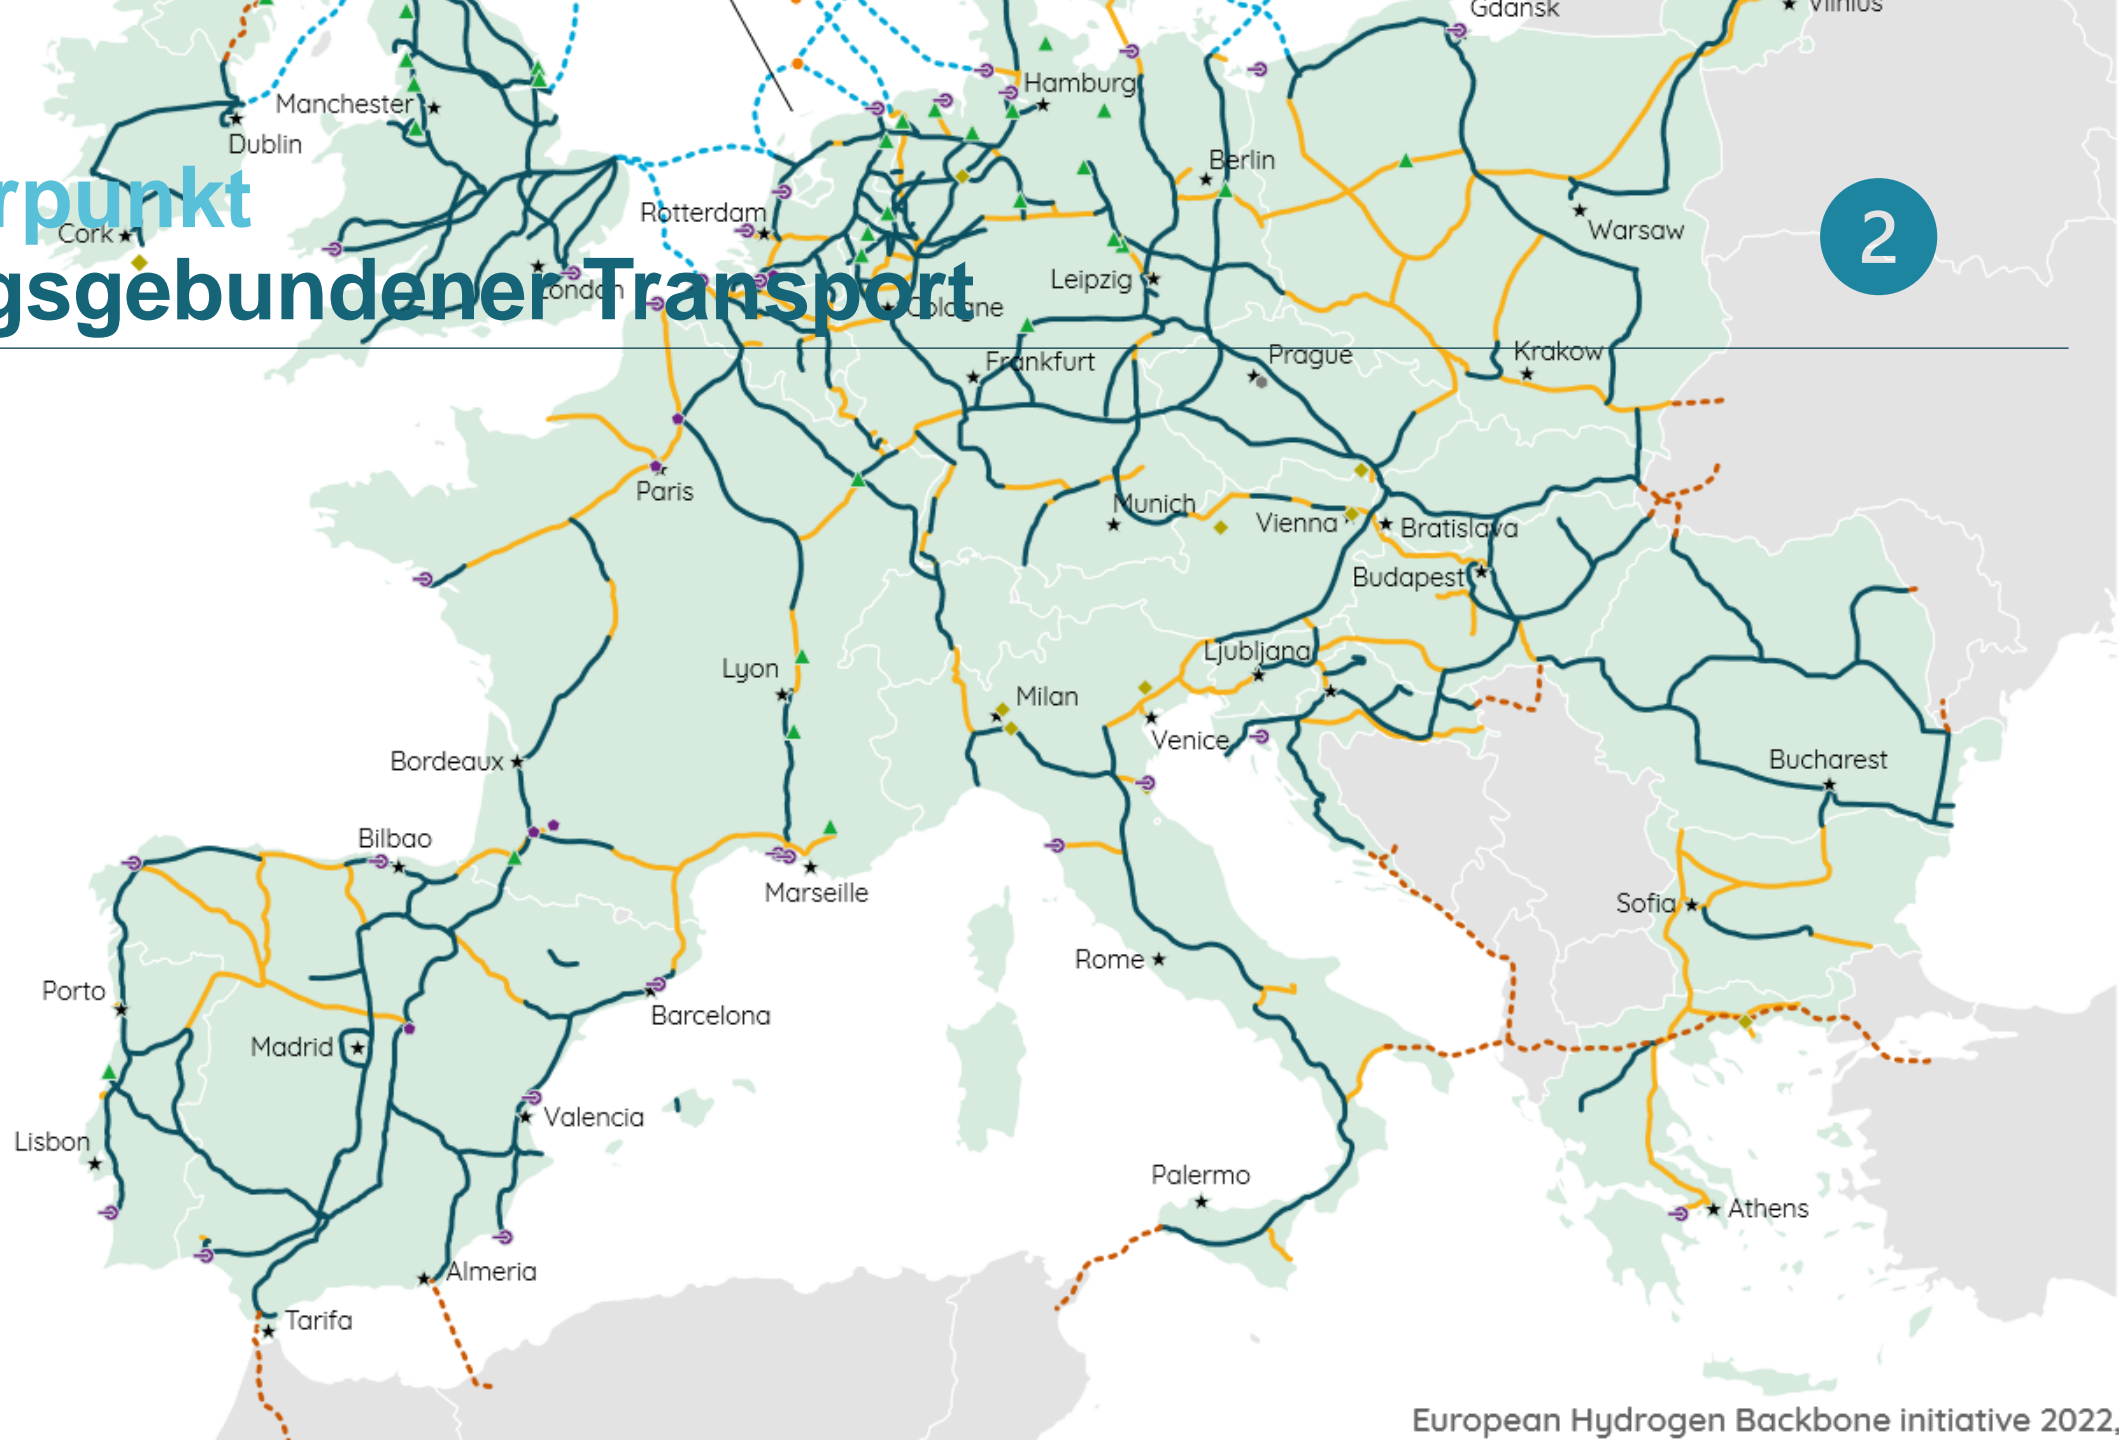 Gdansk
Vilnius
Hamburg
Manchester
Dublin
Berlin
rpunkt
Rotterdam
Cork
Warsaw
2
Leipzig
London
gsgebundener Transport
Cologne
Frankfurt
Prague
Krakow
Paris
Munich
Vienna
Bratislava
Budapest
Ljubljana
Lyon
Milan
Venice
Bordeaux
Bucharest
Bilbao
Marseille
Sofia
Rome
Porto
Barcelona
Madrid
Valencia
Lisbon
Palermo
Athens
Almeria
Tarifa
European Hydrogen Backbone initiative 2022,